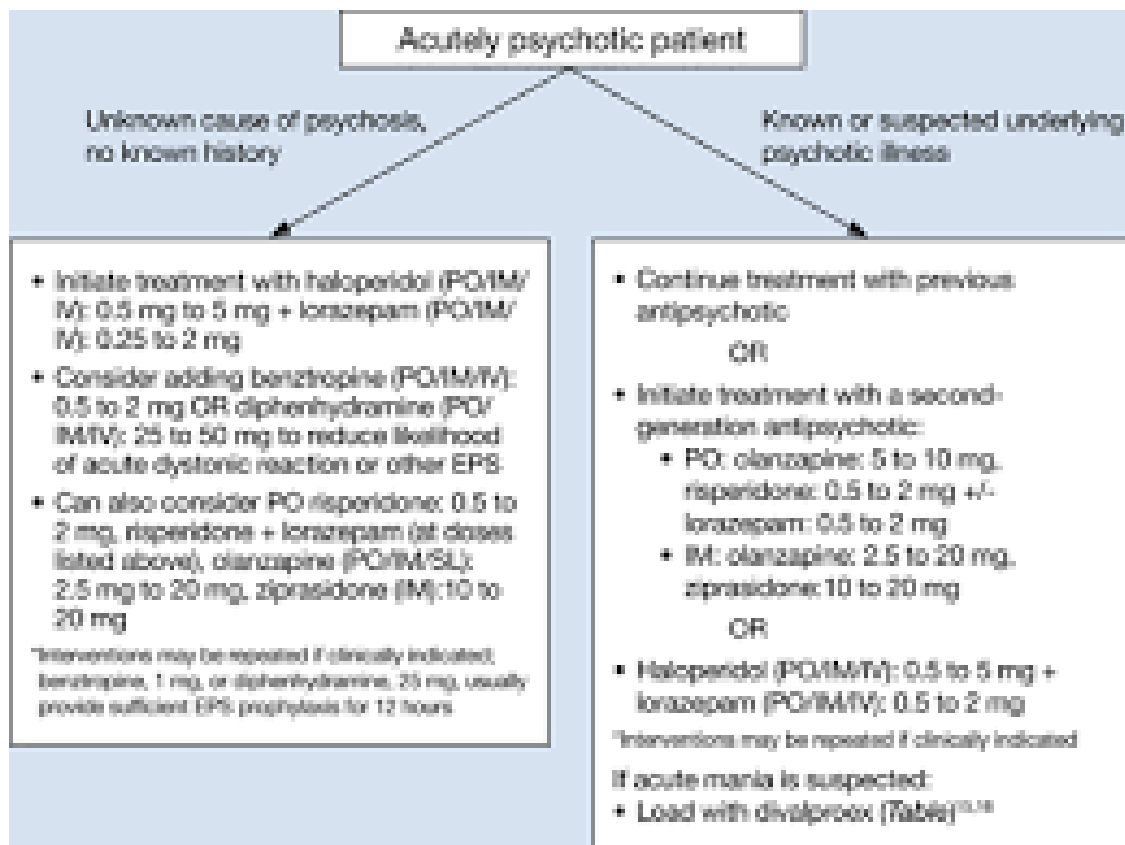 Acutely psychotic patient
Unknown cause of psychosis,
no known history
Known or suspected underlying
psychotic illness
• Initiate treatment with haloperidol (PO/IM/
IV): 0.5 mg to 5 mg + lorazepam (PO/IM/
IV): 0.25 to 2 mg
• Consider adding benztropine (PO/IM/IV):
0.5 to 2 mg OR diphenhydramine (PO/
IM/IV): 25 to 50 mg to reduce likelihood
of acute dystonic reaction or other EPS
• Can also consider PO risperidone: 0.5 to
2 mg, risperidone + lorazepam (at doses
listed above), olanzapine (PO/IM/SL):
2.5 mg to 20 mg, ziprasidone (IM):10 to
20 mg
*Interventions may be repeated if clinically indicated;
benztropine, 1 mg, or diphenhydramine, 25 mg, usually
provide sufficient EPS prophylaxis for 12 hours
• Continue treatment with previous
antipsychotic
OR
• Initiate treatment with a second-
generation antipsychotic:
• PO: olanzapine: 5 to 10 mg,
risperidone: 0.5 to 2 mg +/-
lorazepam: 0.5 to 2 mg
• IM: olanzapine: 2.5 to 20 mg,
ziprasidone:10 to 20 mg
OR
• Haloperidol (PO/IM/IV): 0.5 to 5 mg +
lorazepam (PO/IM/IV): 0.5 to 2 mg
*Interventions may be repeated if clinically indicated
If acute mania is suspected:
• Load with divalproex (Table)